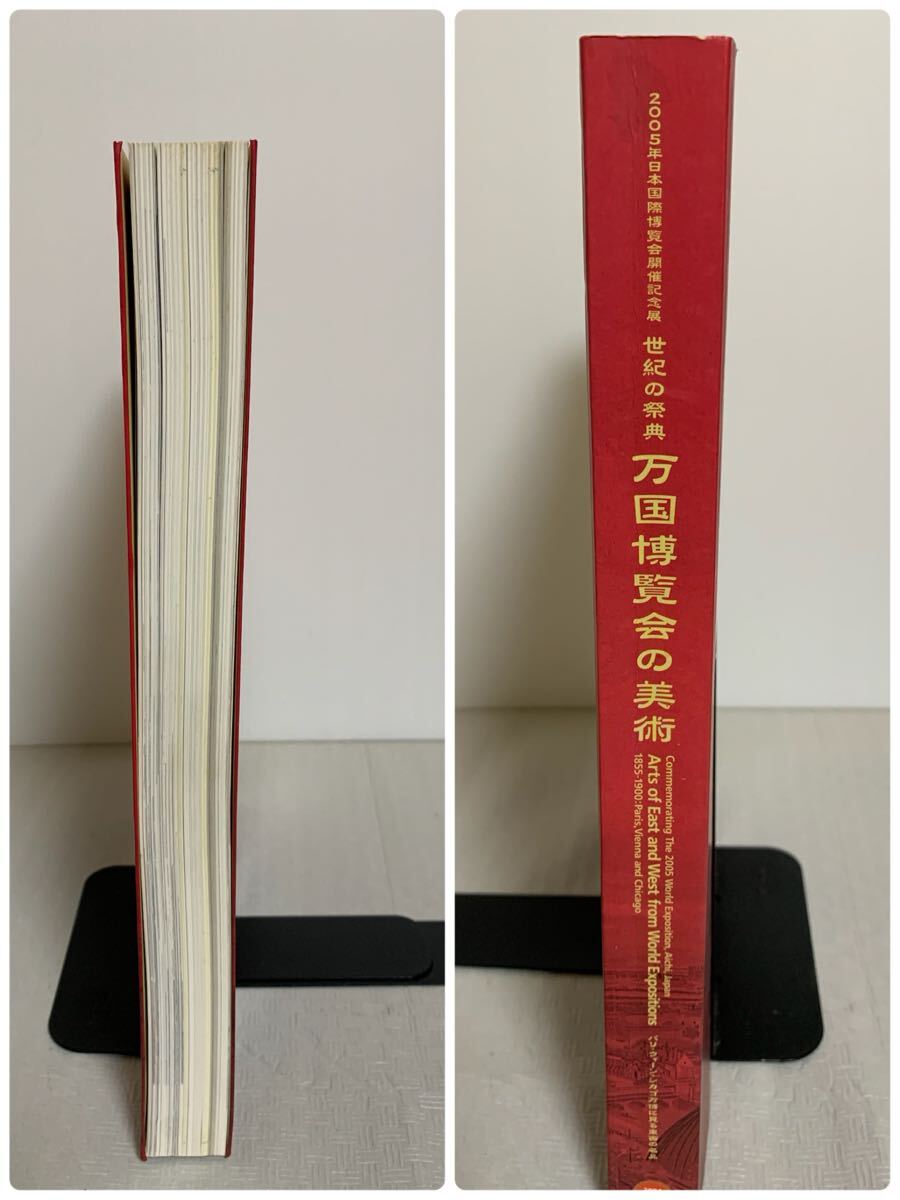 2005年日本国際博覧会開催記念展
世紀の祭典
万国博覧会の美術
Commemorating The 2005 World Exposition, Aichi, Japan
Arts of East and West from World Expositions
1855-1900:Paris,Vienna and Chicago